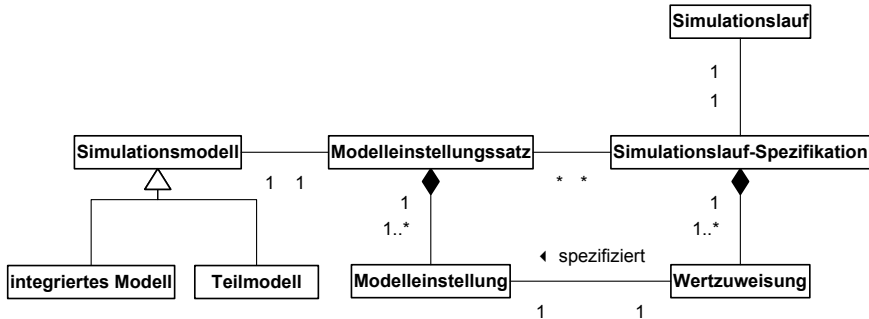 Simulationslauf
1
1
Simulationsmodell
Modelleinstellungssatz
Simulationslauf-Spezifikation
1 1
* *
1
1..*
1
1..*
◄ spezifiziert
integriertes Modell
Teilmodell
Modelleinstellung
Wertzuweisung
1 1